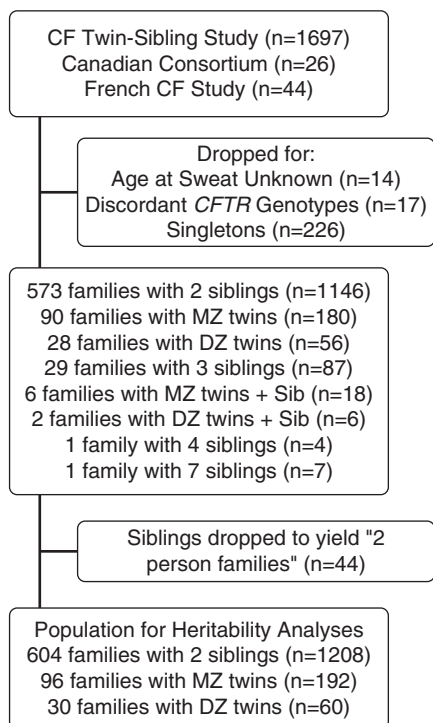 CF Twin-Sibling Study (n=1697)
Canadian Consortium (n=26)
French CF Study (n=44)
Dropped for:
Age at Sweat Unknown (n=14)
Discordant CFTR Genotypes (n=17)
Singletons (n=226)
573 families with 2 siblings (n=1146)
90 families with MZ twins (n=180)
28 families with DZ twins (n=56)
29 families with 3 siblings (n=87)
6 families with MZ twins + Sib (n=18)
2 families with DZ twins + Sib (n=6)
1 family with 4 siblings (n=4)
1 family with 7 siblings (n=7)
Siblings dropped to yield "2
person families" (n=44)
Population for Heritability Analyses
604 families with 2 siblings (n=1208)
96 families with MZ twins (n=192)
30 families with DZ twins (n=60)